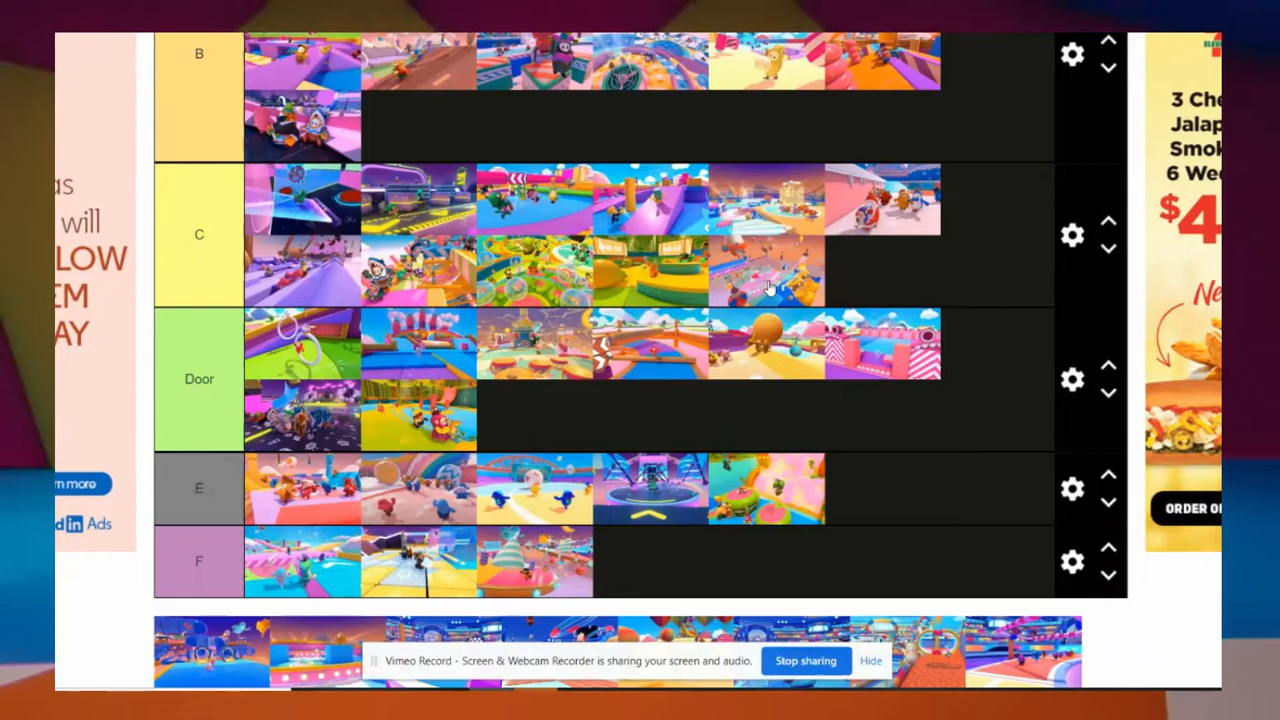 B
C
Door
E
F
as
will
LOW
EM
AY
rn more
d in Ads
ELEVE
3 Che
Jalap
Smok
6 Wee
$4
Ne
ORDER O
Vimeo Record - Screen & Webcam Recorder is sharing your screen and audio.
Stop sharing
Hide